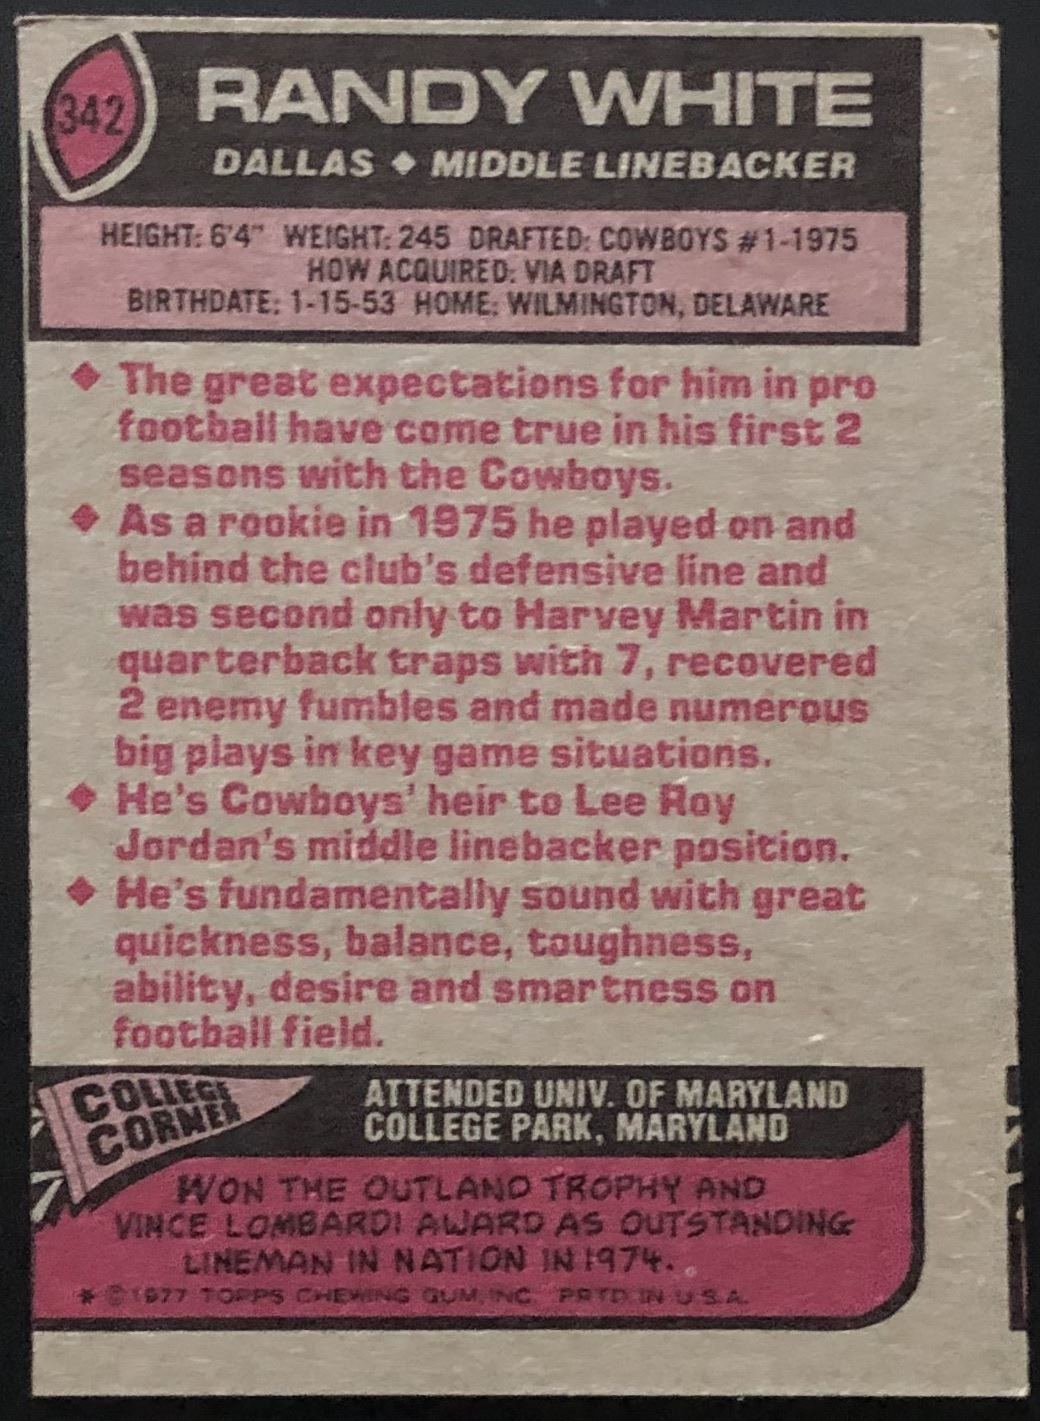 342
RANDY WHITE
DALLAS ◆ MIDDLE LINEBACKER
HEIGHT: 6'4" WEIGHT: 245 DRAFTED: COWBOYS #1-1975
HOW ACQUIRED: VIA DRAFT
BIRTHDATE: 1-15-53 HOME: WILMINGTON, DELAWARE
◆ The great expectations for him in pro
football have come true in his first 2
seasons with the Cowboys.
◆ As a rookie in 1975 he played on and
behind the club's defensive line and
was second only to Harvey Martin in
quarterback traps with 7, recovered
2 enemy fumbles and made numerous
big plays in key game situations.
◆ He's Cowboys' heir to Lee Roy
Jordan's middle linebacker position.
◆ He's fundamentally sound with great
quickness, balance, toughness,
ability, desire and smartness on
football field.
COLLEGE
CORNER
ATTENDED UNIV. OF MARYLAND
COLLEGE PARK, MARYLAND
WON THE OUTLAND TROPHY AND
VINCE LOMBARDI AWARD AS OUTSTANDING
LINEMAN IN NATION IN 1974.
* © 1977 TOPPS CHEWING GUM, INC. PRTD. IN U.S.A.